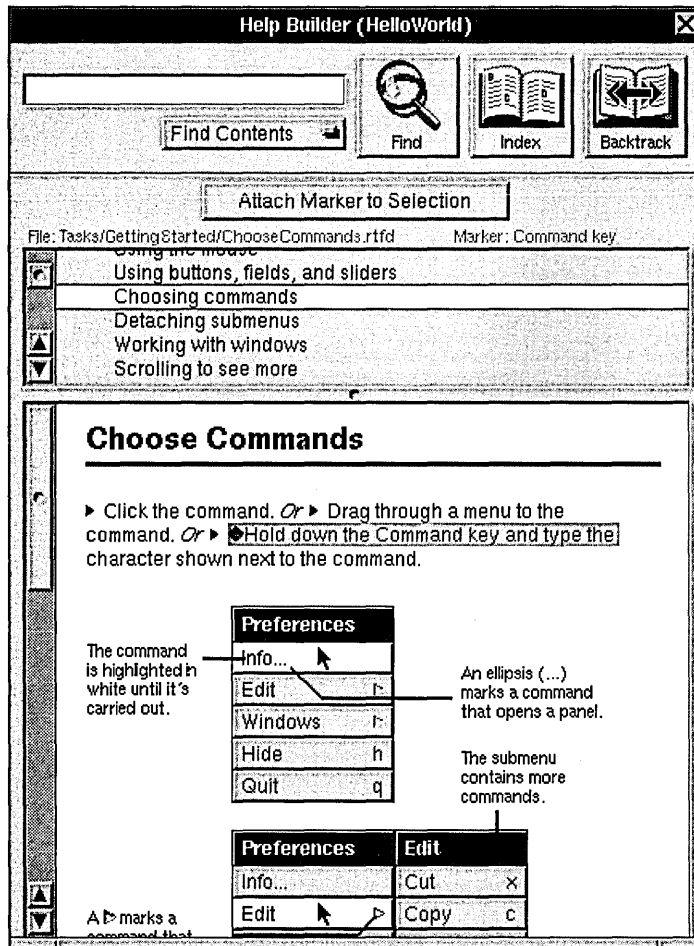 Help Builder (HelloWorld)
Find Contents
Find
Index
Backtrack
Attach Marker to Selection
File: Tasks/GettingStarted/ChooseCommands.rtfd Marker: Command key
Using the mouse
Using buttons, fields, and sliders
Choosing commands
Detaching submenus
Working with windows
Scrolling to see more
Choose Commands
▸ Click the command. Or ▸ Drag through a menu to the
command. Or ▸ ◆Hold down the Command key and type the
character shown next to the command.
The command
is highlighted in
white until it's
carried out.
Preferences
Info...
Edit
Windows
Hide h
Quit q
An ellipsis (...)
marks a command
that opens a panel.
The submenu
contains more
commands.
Preferences
Info...
Edit
Edit
Cut x
Copy c
A ▷ marks a
command that